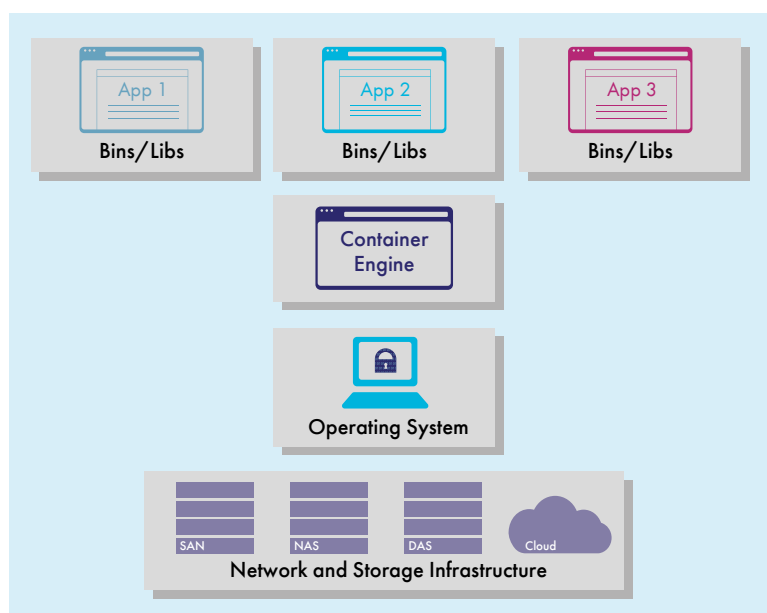 App 1
App 2
App 3
Bins/Libs
Bins/Libs
Bins/Libs
Container
Engine
Operating System
SAN
NAS
DAS
Cloud
Network and Storage Infrastructure